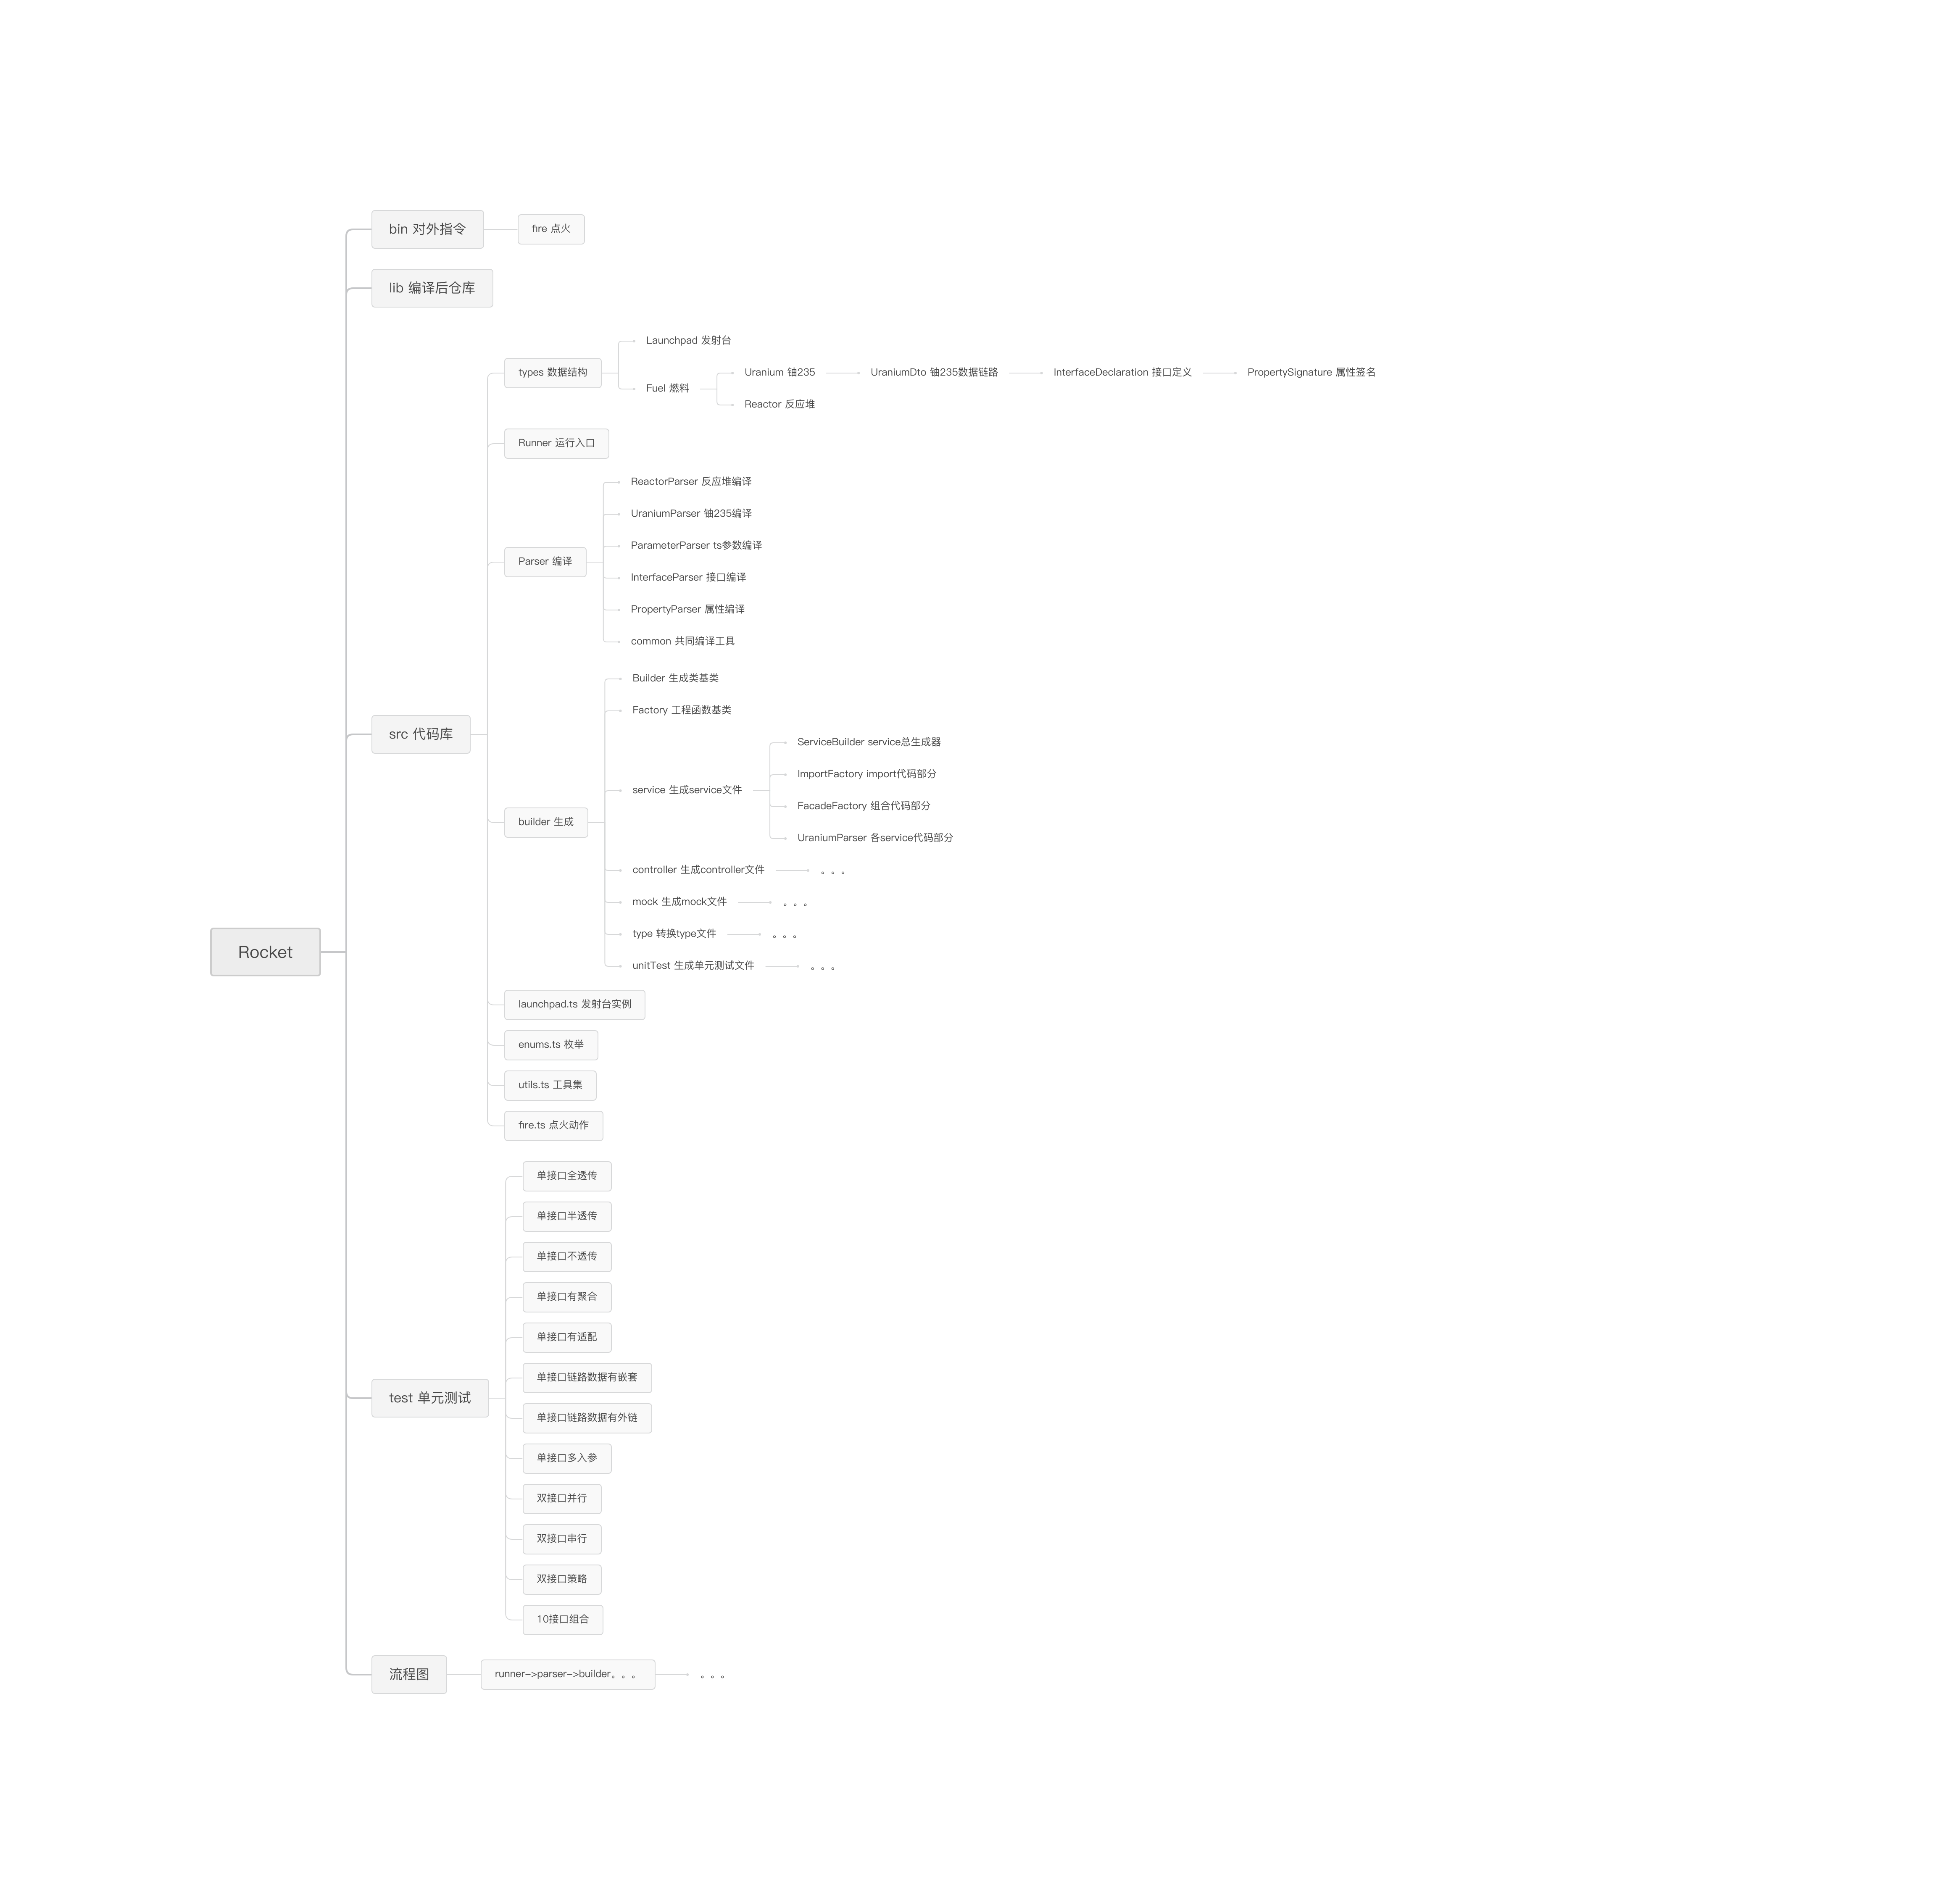 Rocket
bin 对外指令
fire 点火
lib 编译后仓库
src 代码库
types 数据结构
Launchpad 发射台
Fuel 燃料
Uranium 铀235
UraniumDto 铀235数据链路
InterfaceDeclaration 接口定义
PropertySignature 属性签名
Reactor 反应堆
Runner 运行入口
Parser 编译
ReactorParser 反应堆编译
UraniumParser 铀235编译
ParameterParser ts参数编译
InterfaceParser 接口编译
PropertyParser 属性编译
common 共同编译工具
builder 生成
Builder 生成类基类
Factory 工程函数基类
service 生成service文件
ServiceBuilder service总生成器
ImportFactory import代码部分
FacadeFactory 组合代码部分
UraniumParser 各service代码部分
controller 生成controller文件
。。。
mock 生成mock文件
。。。
type 转换type文件
。。。
unitTest 生成单元测试文件
。。。
launchpad.ts 发射台实例
enums.ts 枚举
utils.ts 工具集
fire.ts 点火动作
test 单元测试
单接口全透传
单接口半透传
单接口不透传
单接口有聚合
单接口有适配
单接口链路数据有嵌套
单接口链路数据有外链
单接口多入参
双接口并行
双接口串行
双接口策略
10接口组合
流程图
runner->parser->builder。。。
。。。